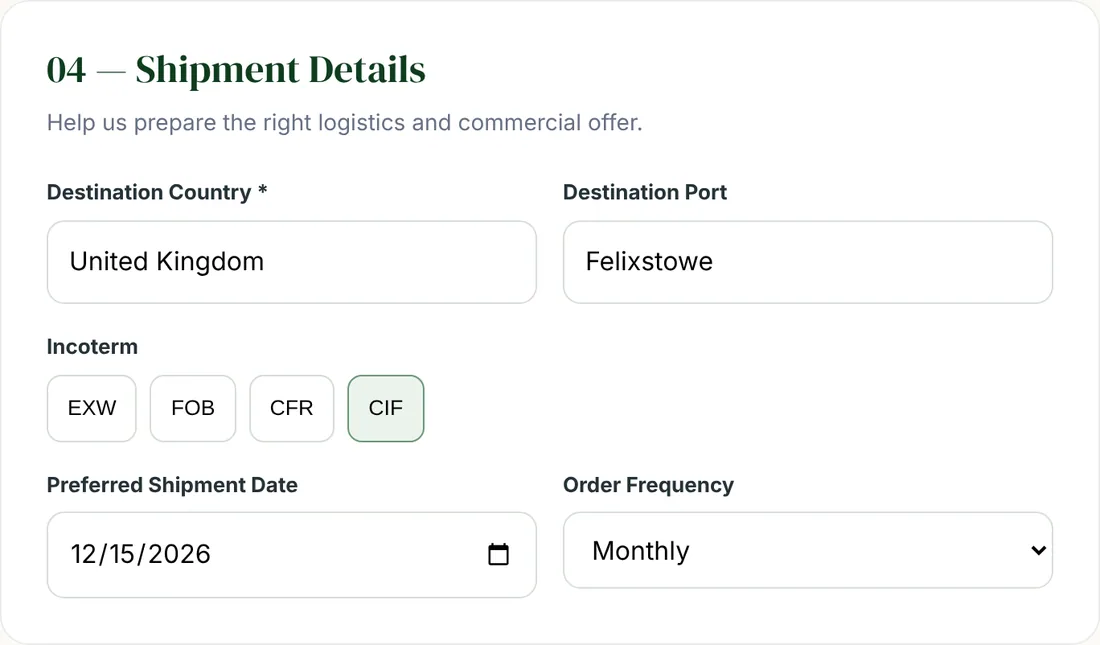 04 — Shipment Details
Help us prepare the right logistics and commercial offer.
Destination Country *
Destination Port
United Kingdom
Felixstowe
Incoterm
EXW
FOB
CFR
CIF
Preferred Shipment Date
Order Frequency
12/15/2026
Monthly